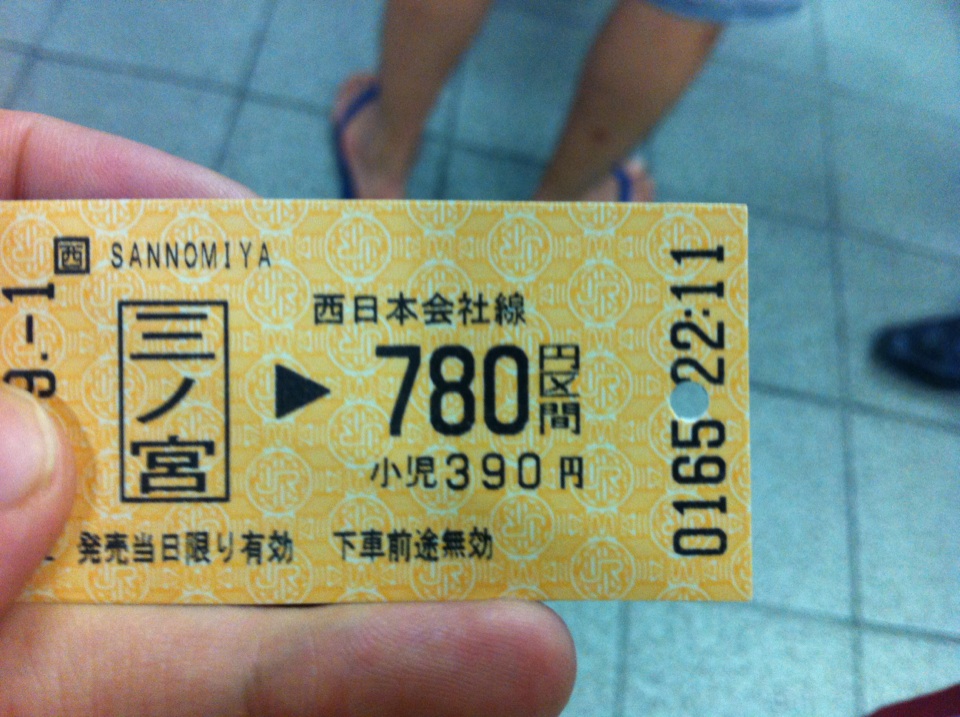 西 SANNOMIYA
西日本会社線
三ノ宮 ▶ 780円区間
小児390円
発売当日限り有効 下車前途無効
9.-1
0165 22:11